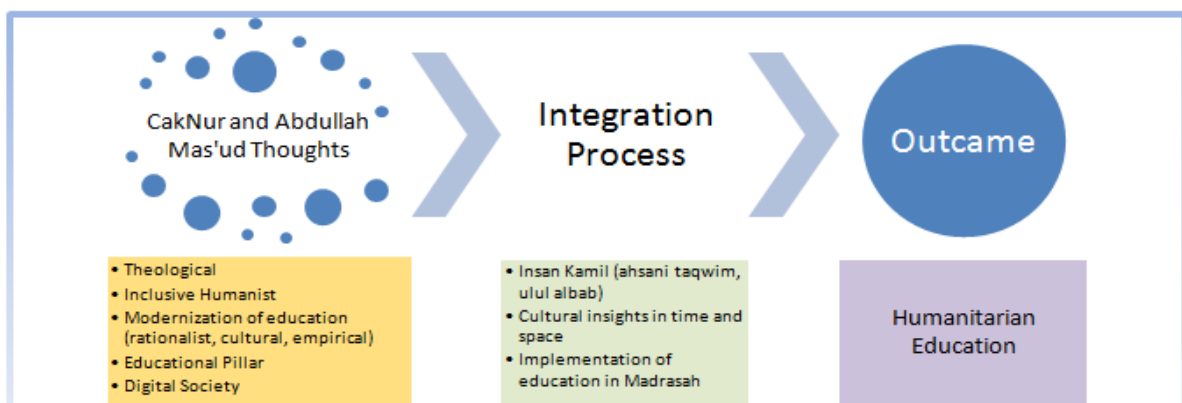 CakNur and Abdullah
Mas'ud Thoughts
Integration
Process
Outcame
• Theological
• Inclusive Humanist
• Modernization of education
(rationalist, cultural, empirical)
• Educational Pillar
• Digital Society
• Insan Kamil (ahsani taqwim,
ulul albab)
• Cultural insights in time and
space
• Implementation of
education in Madrasah
Humanitarian
Education